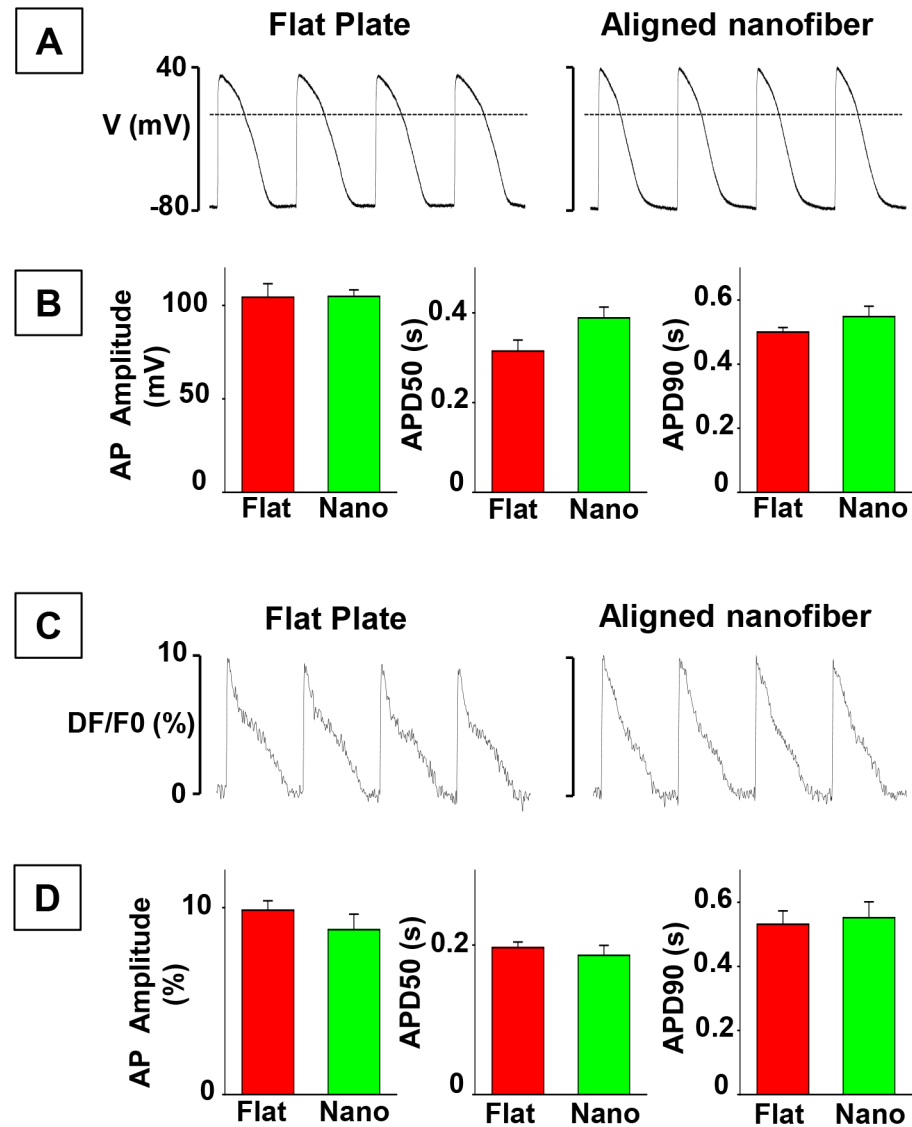 A
Flat Plate
Aligned nanofiber
40
V (mV)
-80
B
AP Amplitude
(mV)
100
50
0
Flat Nano
APD50 (s)
0.4
0.2
0
Flat Nano
APD90 (s)
0.6
0.4
0.2
0
Flat Nano
C
Flat Plate
Aligned nanofiber
10
DF/F0 (%)
0
D
AP Amplitude
(%)
10
0
Flat Nano
APD50 (s)
0.2
0
Flat Nano
APD90 (s)
0.6
0.4
0.2
0
Flat Nano